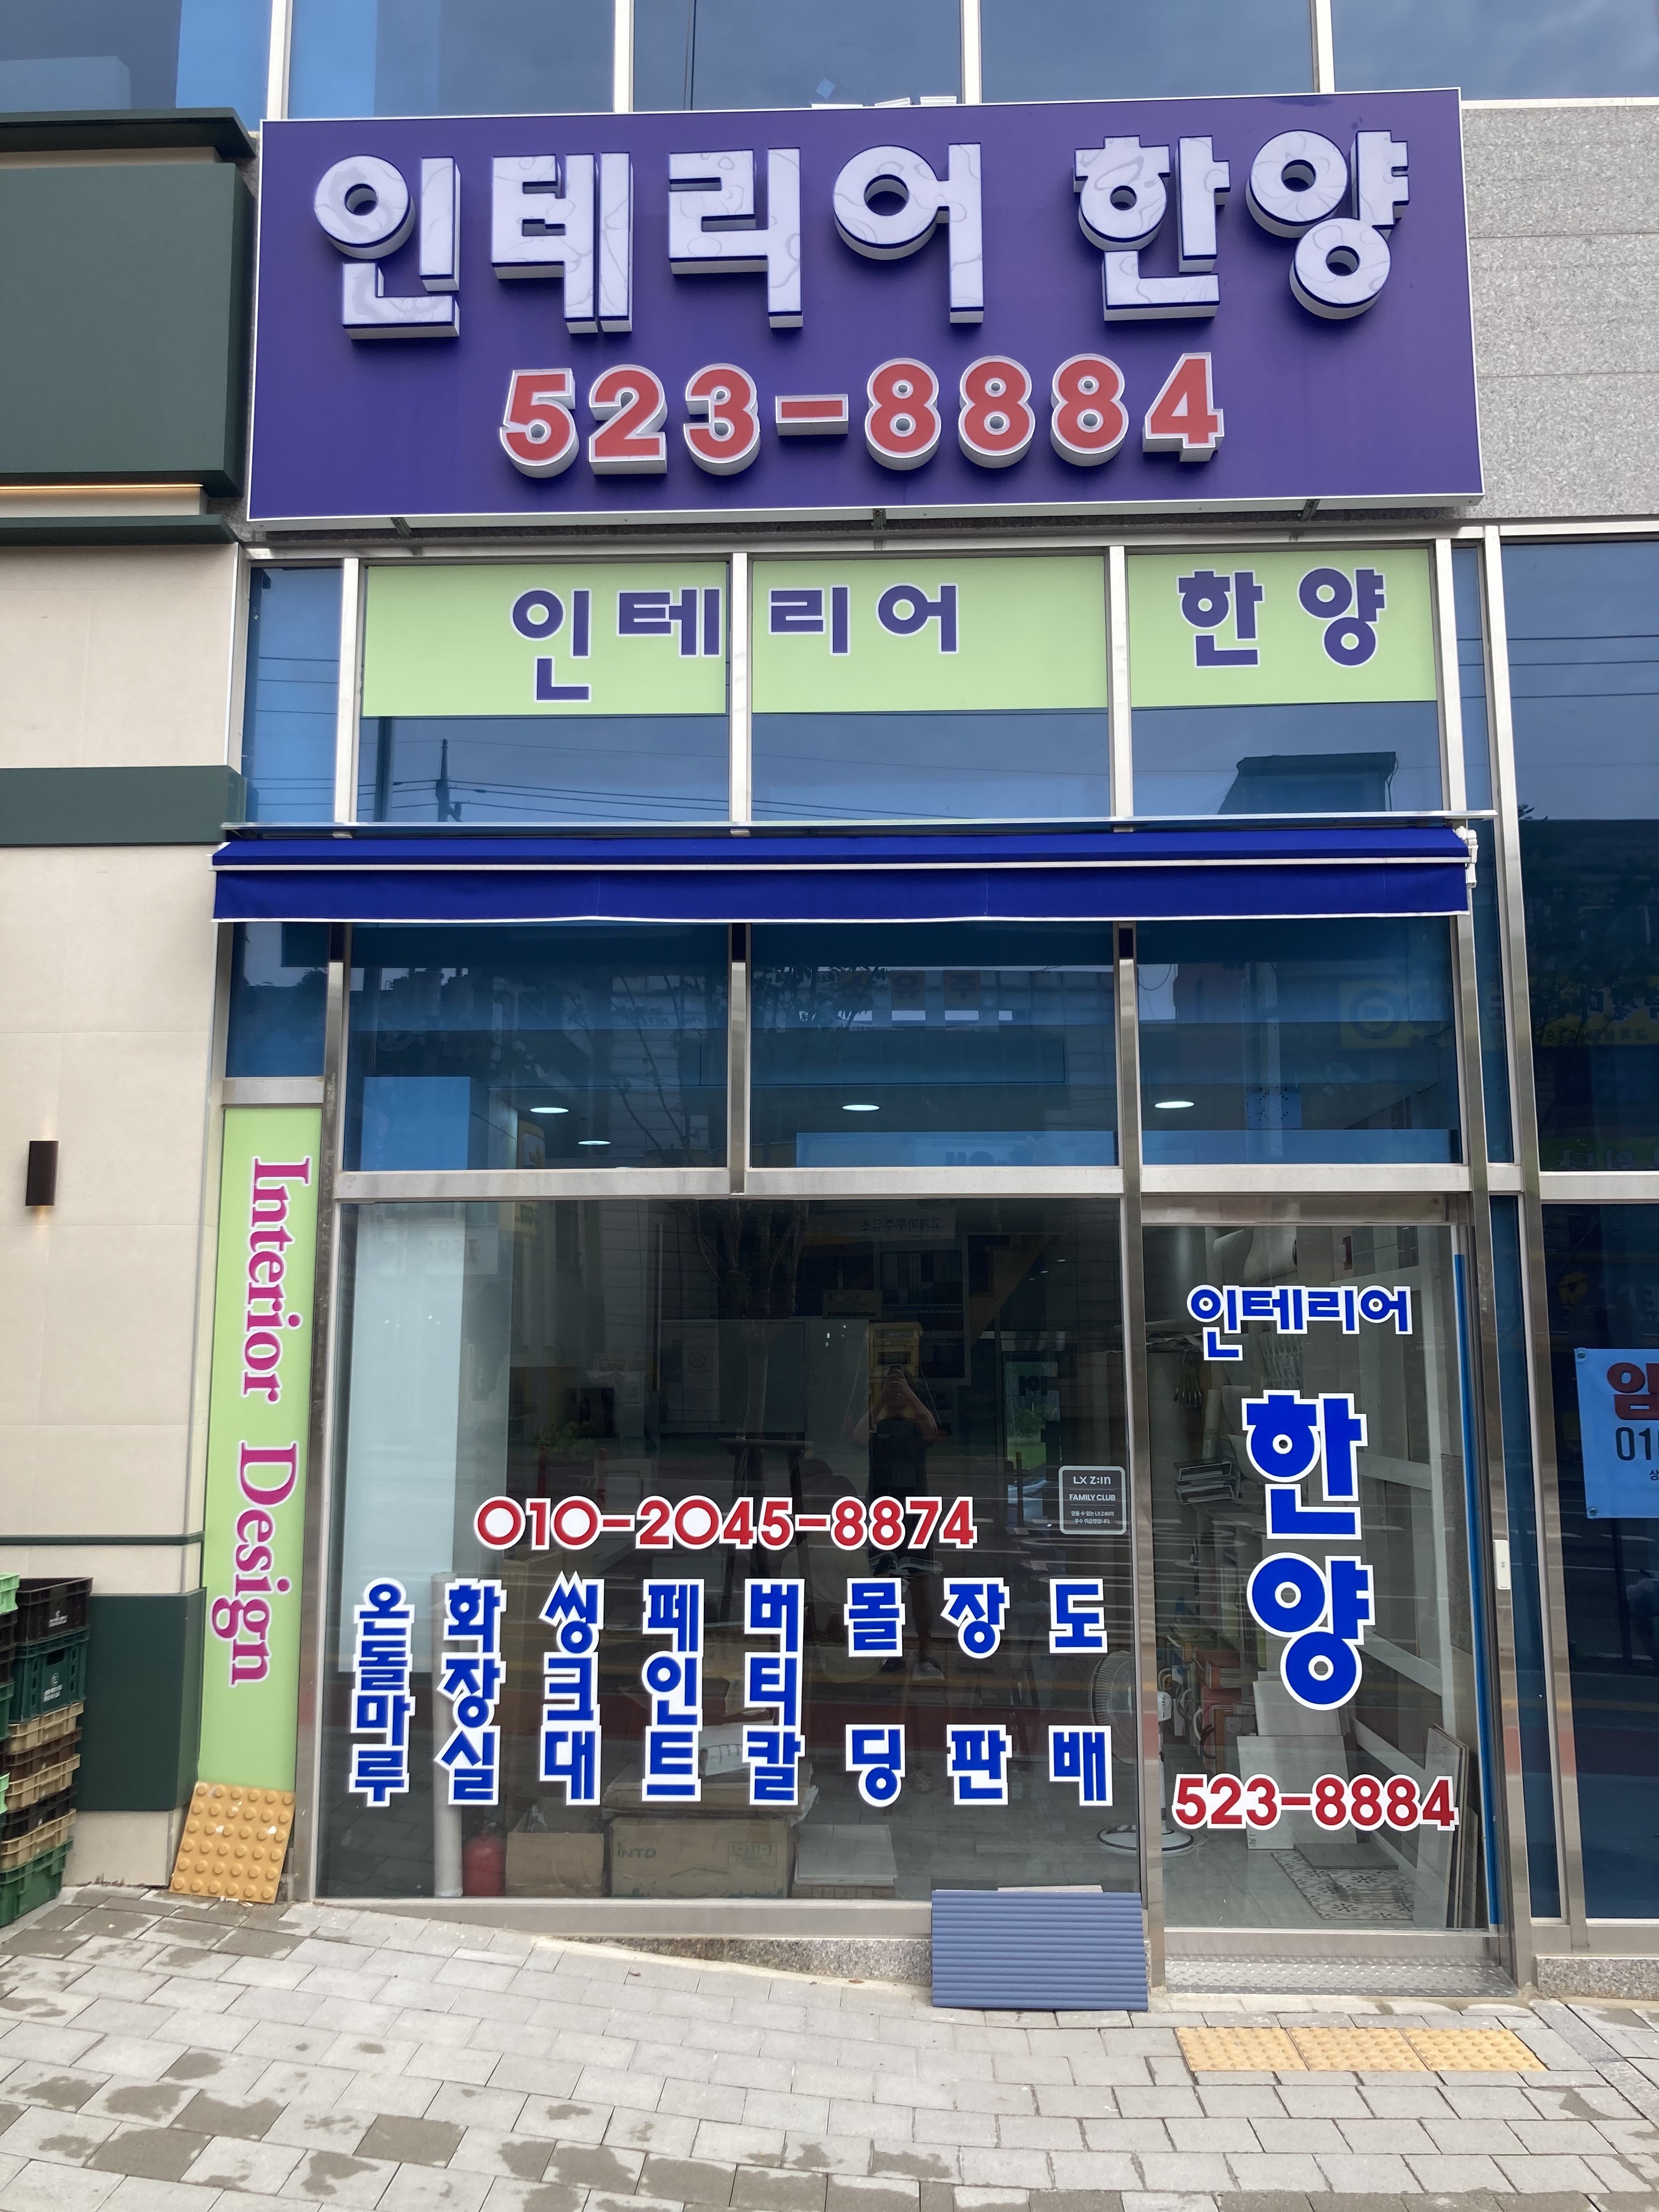 인테리어 한양
523-8884
인테리어 한양
Interior Design
인테리어
한양
523-8884
LX Z:IN
FAMILY CLUB
010-2045-8874
온돌마루
화장실
씽크대
페인트
버티칼
몰딩
장판
도배